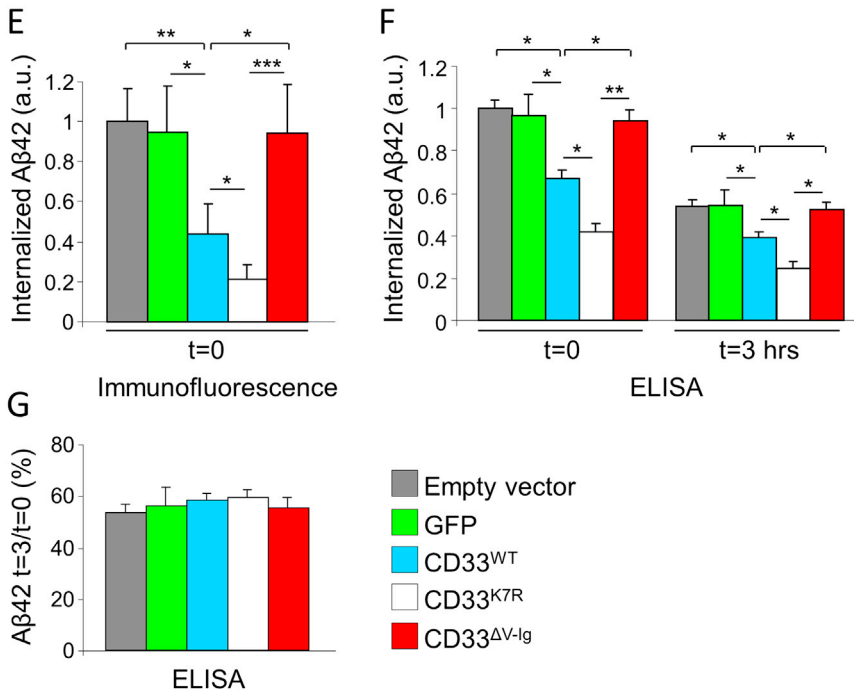 E
** *
* ***
*
Internalized Aβ42 (a.u.)
1.2
1
0.8
0.6
0.4
0.2
0
t=0
Immunofluorescence
F
* *
* **
*
* *
* *
*
Internalized Aβ42 (a.u.)
1.2
1
0.8
0.6
0.4
0.2
0
t=0 t=3 hrs
ELISA
G
Aβ42 t=3/t=0 (%)
80
60
40
20
0
ELISA
Empty vector
GFP
CD33WT
CD33K7R
CD33ΔV-Ig